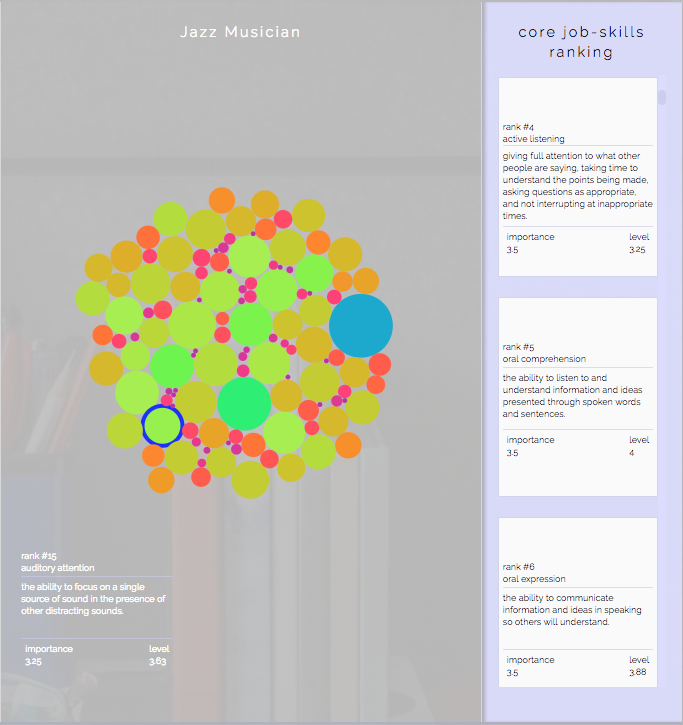 Jazz Musician
rank #15
auditory attention
the ability to focus on a single
source of sound in the presence of
other distracting sounds.
importance level
3.25 3.63
core job-skills
ranking
rank #4
active listening
giving full attention to what other
people are saying, taking time to
understand the points being made,
asking questions as appropriate,
and not interrupting at inappropriate
times.
importance level
3.5 3.25
rank #5
oral comprehension
the ability to listen to and
understand information and ideas
presented through spoken words
and sentences.
importance level
3.5 4
rank #6
oral expression
the ability to communicate
information and ideas in speaking
so others will understand.
importance level
3.5 3.88